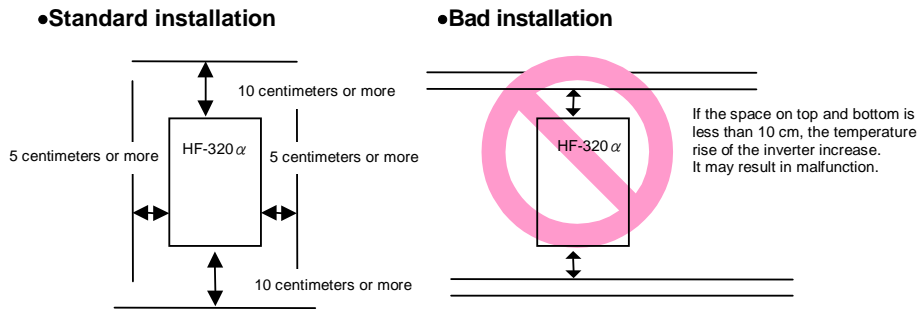 ●Standard installation
10 centimeters or more
5 centimeters or more
HF-320α
5 centimeters or more
10 centimeters or more
●Bad installation
HF-320α
If the space on top and bottom is
less than 10 cm, the temperature
rise of the inverter increase.
It may result in malfunction.